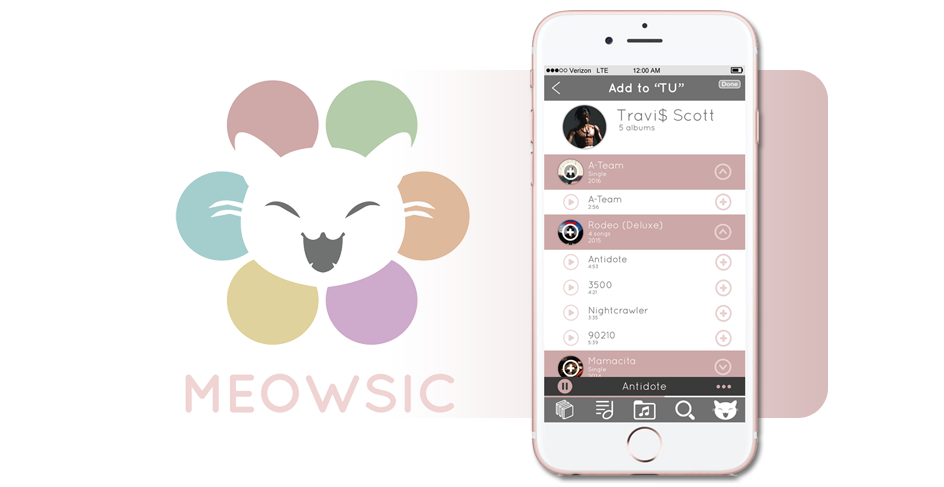 MEOWSIC
Verizon LTE 12:00 AM
Add to “TU” Done
Travi$ Scott
5 albums
A-Team
Single
2016
A-Team
2:56
Rodeo (Deluxe)
4 songs
2015
Antidote
4:53
3500
4:21
Nightcrawler
3:35
90210
5:39
Mamacita
Single
Antidote